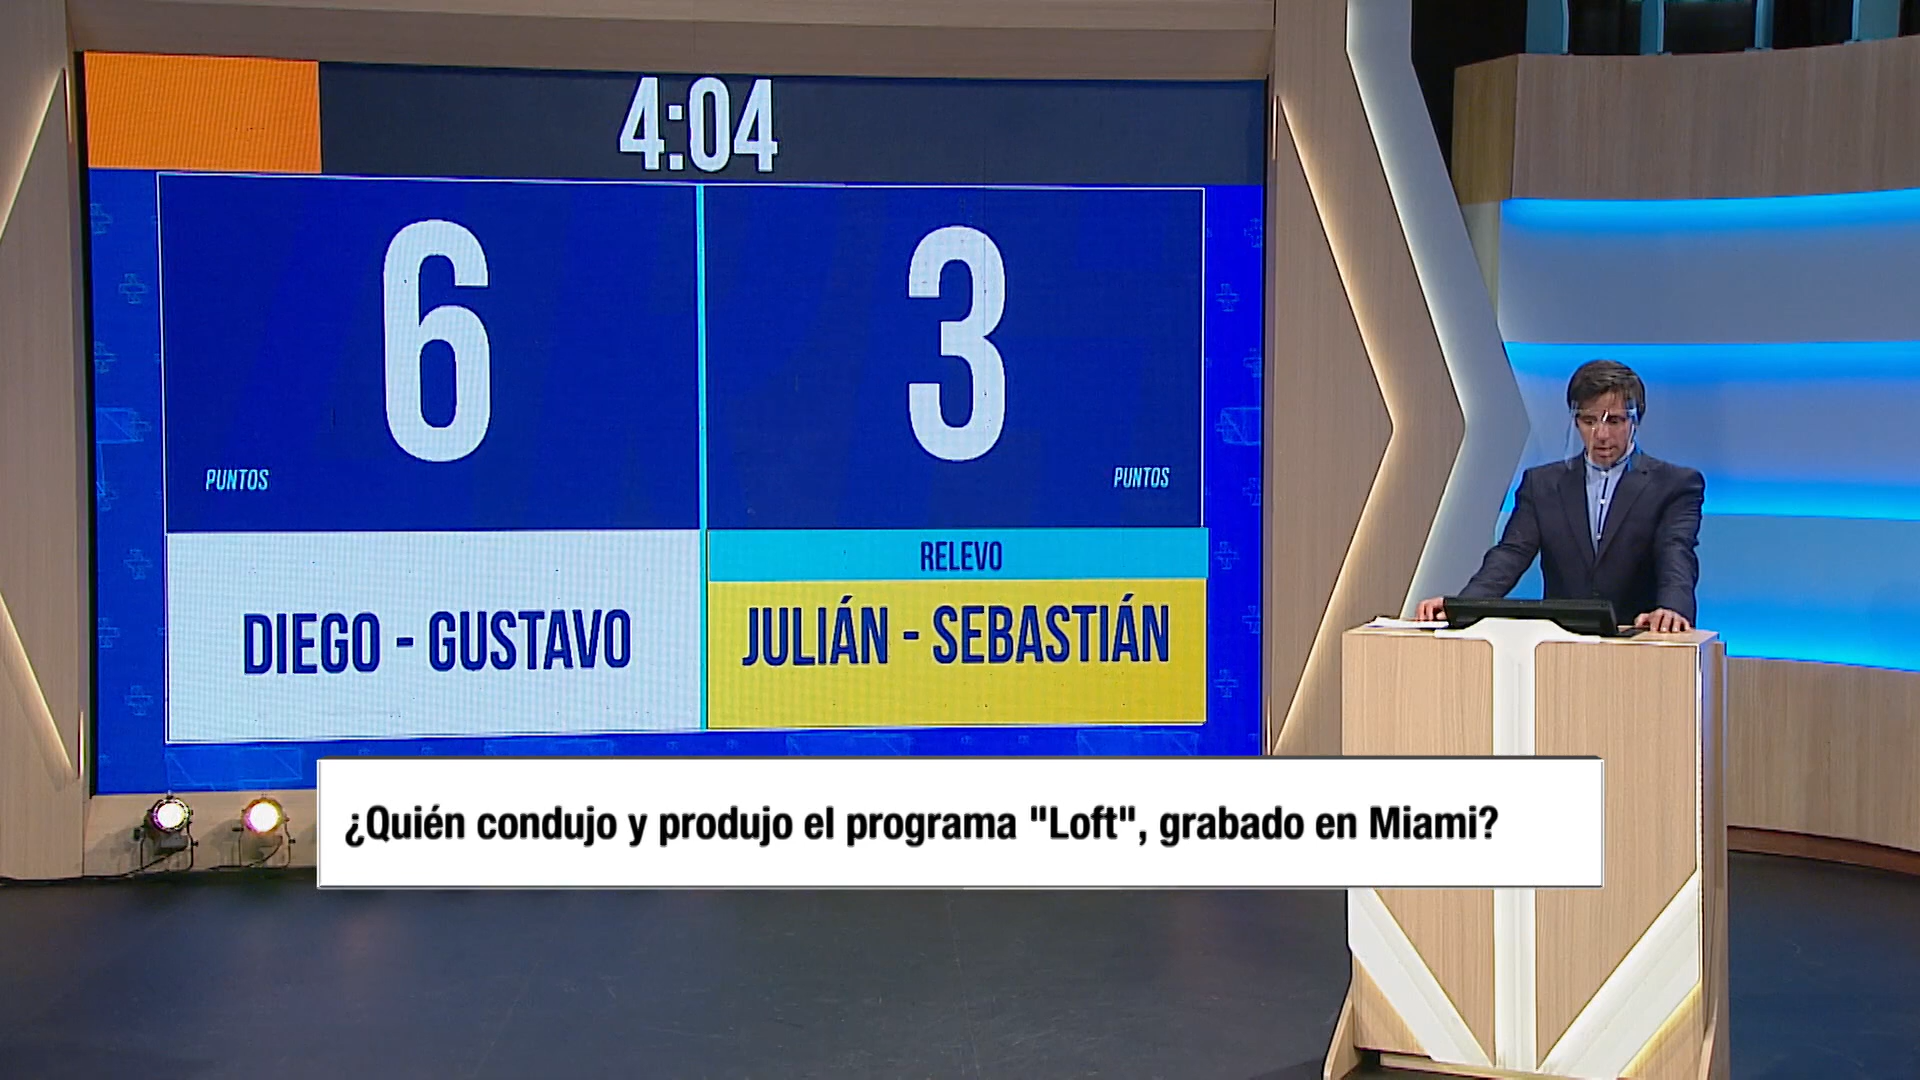 4:04
6
PUNTOS
3
PUNTOS
RELEVO
DIEGO - GUSTAVO
JULIÁN - SEBASTIÁN
¿Quién condujo y produjo el programa "Loft", grabado en Miami?